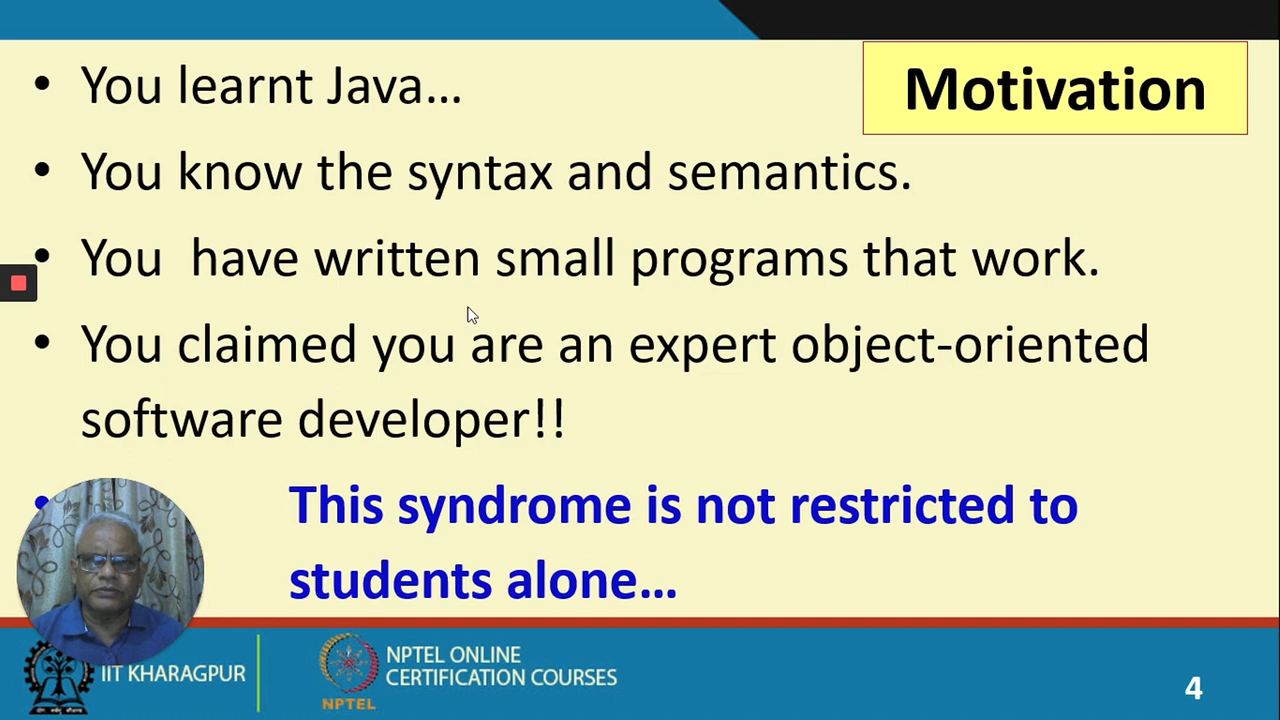 Motivation
• You learnt Java...
• You know the syntax and semantics.
• You  have written small programs that work.
• You claimed you are an expert object-oriented
software developer!!
• This syndrome is not restricted to
students alone...
IIT KHARAGPUR
NPTEL ONLINE
CERTIFICATION COURSES
NPTEL
4